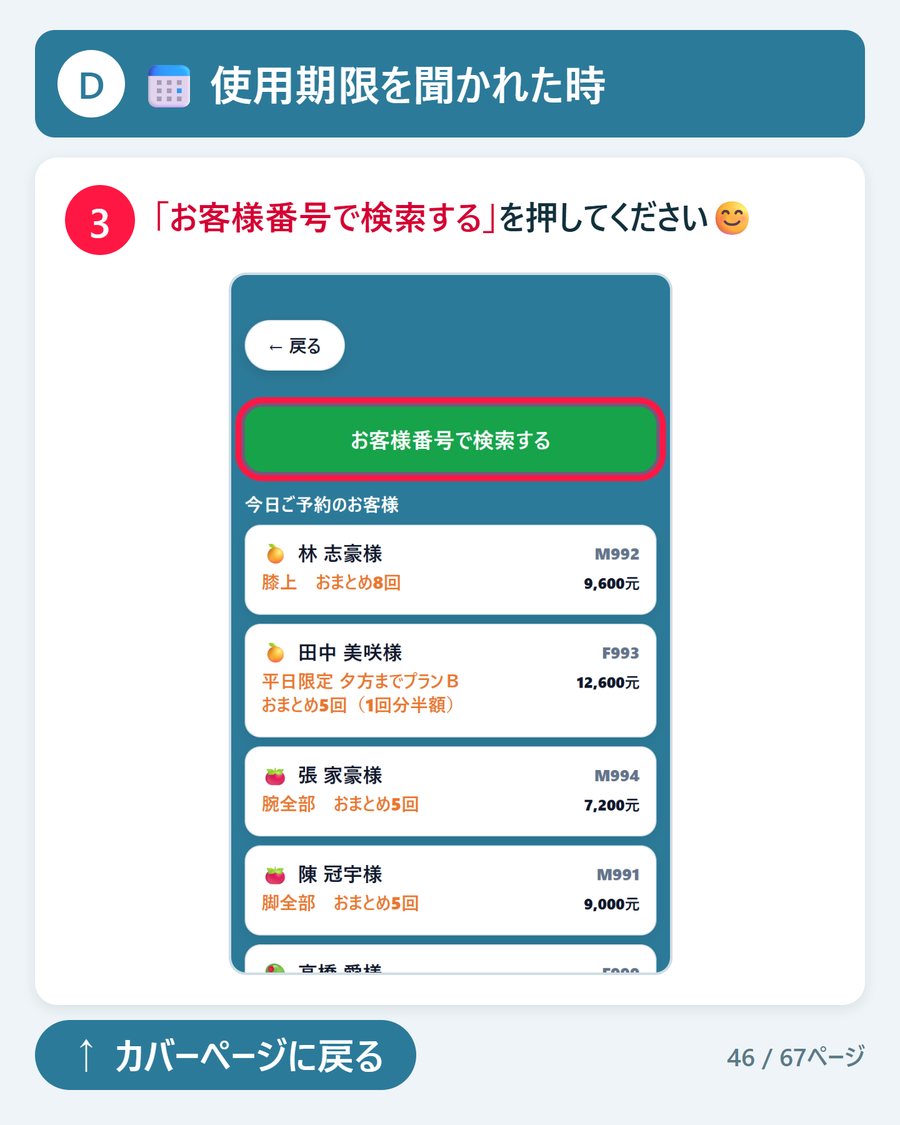 D 使用期限を聞かれた時
3 「お客様番号で検索する」を押してください
← 戻る
お客様番号で検索する
今日ご予約のお客様
林 志豪様 M992
膝上 おまとめ8回 9,600元
田中 美咲様 F993
平日限定 夕方までプランB 12,600元
おまとめ5回（1回分半額）
張 家豪様 M994
腕全部 おまとめ5回 7,200元
陳 冠宇様 M991
脚全部 おまとめ5回 9,000元
↑ カバーページに戻る
46 / 67ページ